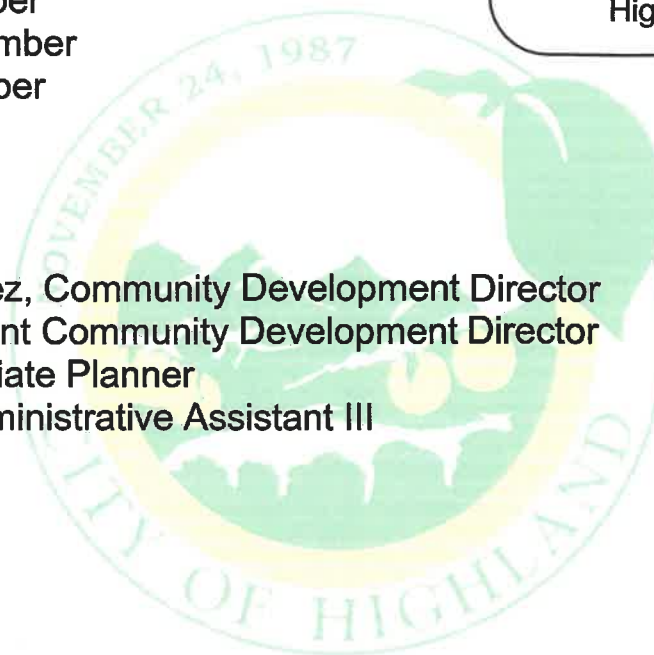 mber
ber
Hig
NOVEMBER 24, 1987
ez, Community Development Director
nt Community Development Director
iate Planner
ministrative Assistant III
CITY OF HIGHLAND